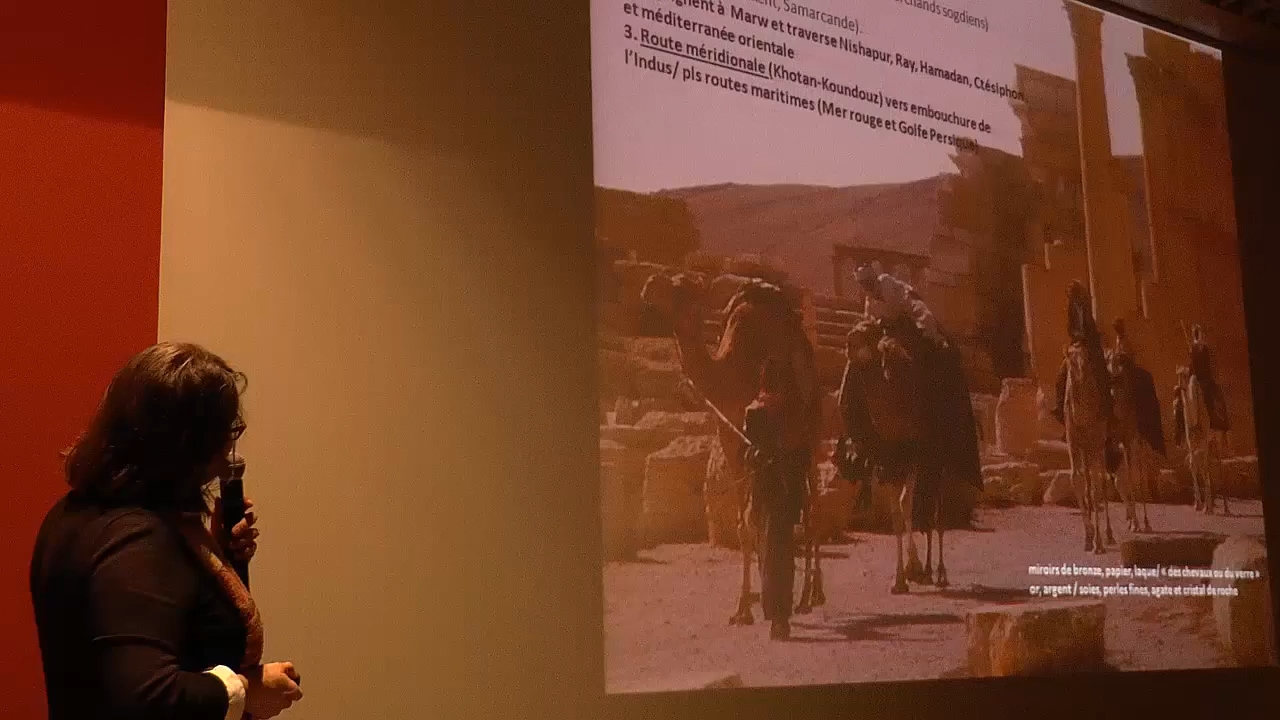 Samarcande).
chands sogdiens)
à Marw et traverse Nishapur, Ray, Hamadan, Ctésiphon
et méditerranée orientale
3. Route méridionale (Khotan-Koundouz) vers embouchure de
l'Indus/ pls routes maritimes (Mer rouge et Golfe Persique)
miroirs de bronze, papier, laque/ « des chevaux ou du verre »
or, argent / soies, perles fines, agate et cristal de roche